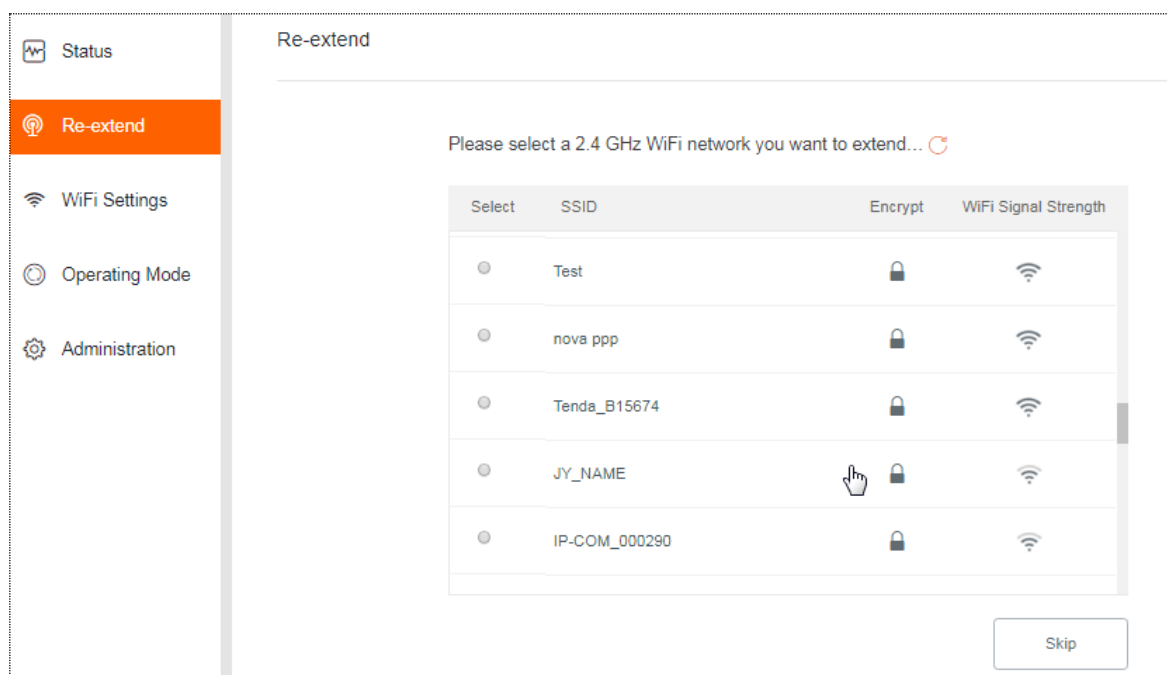 Status
Re-extend
WiFi Settings
Operating Mode
Administration
Re-extend
Please select a 2.4 GHz WiFi network you want to extend...
Select SSID Encrypt WiFi Signal Strength
Test
nova ppp
Tenda_B15674
JY_NAME
IP-COM_000290
Skip